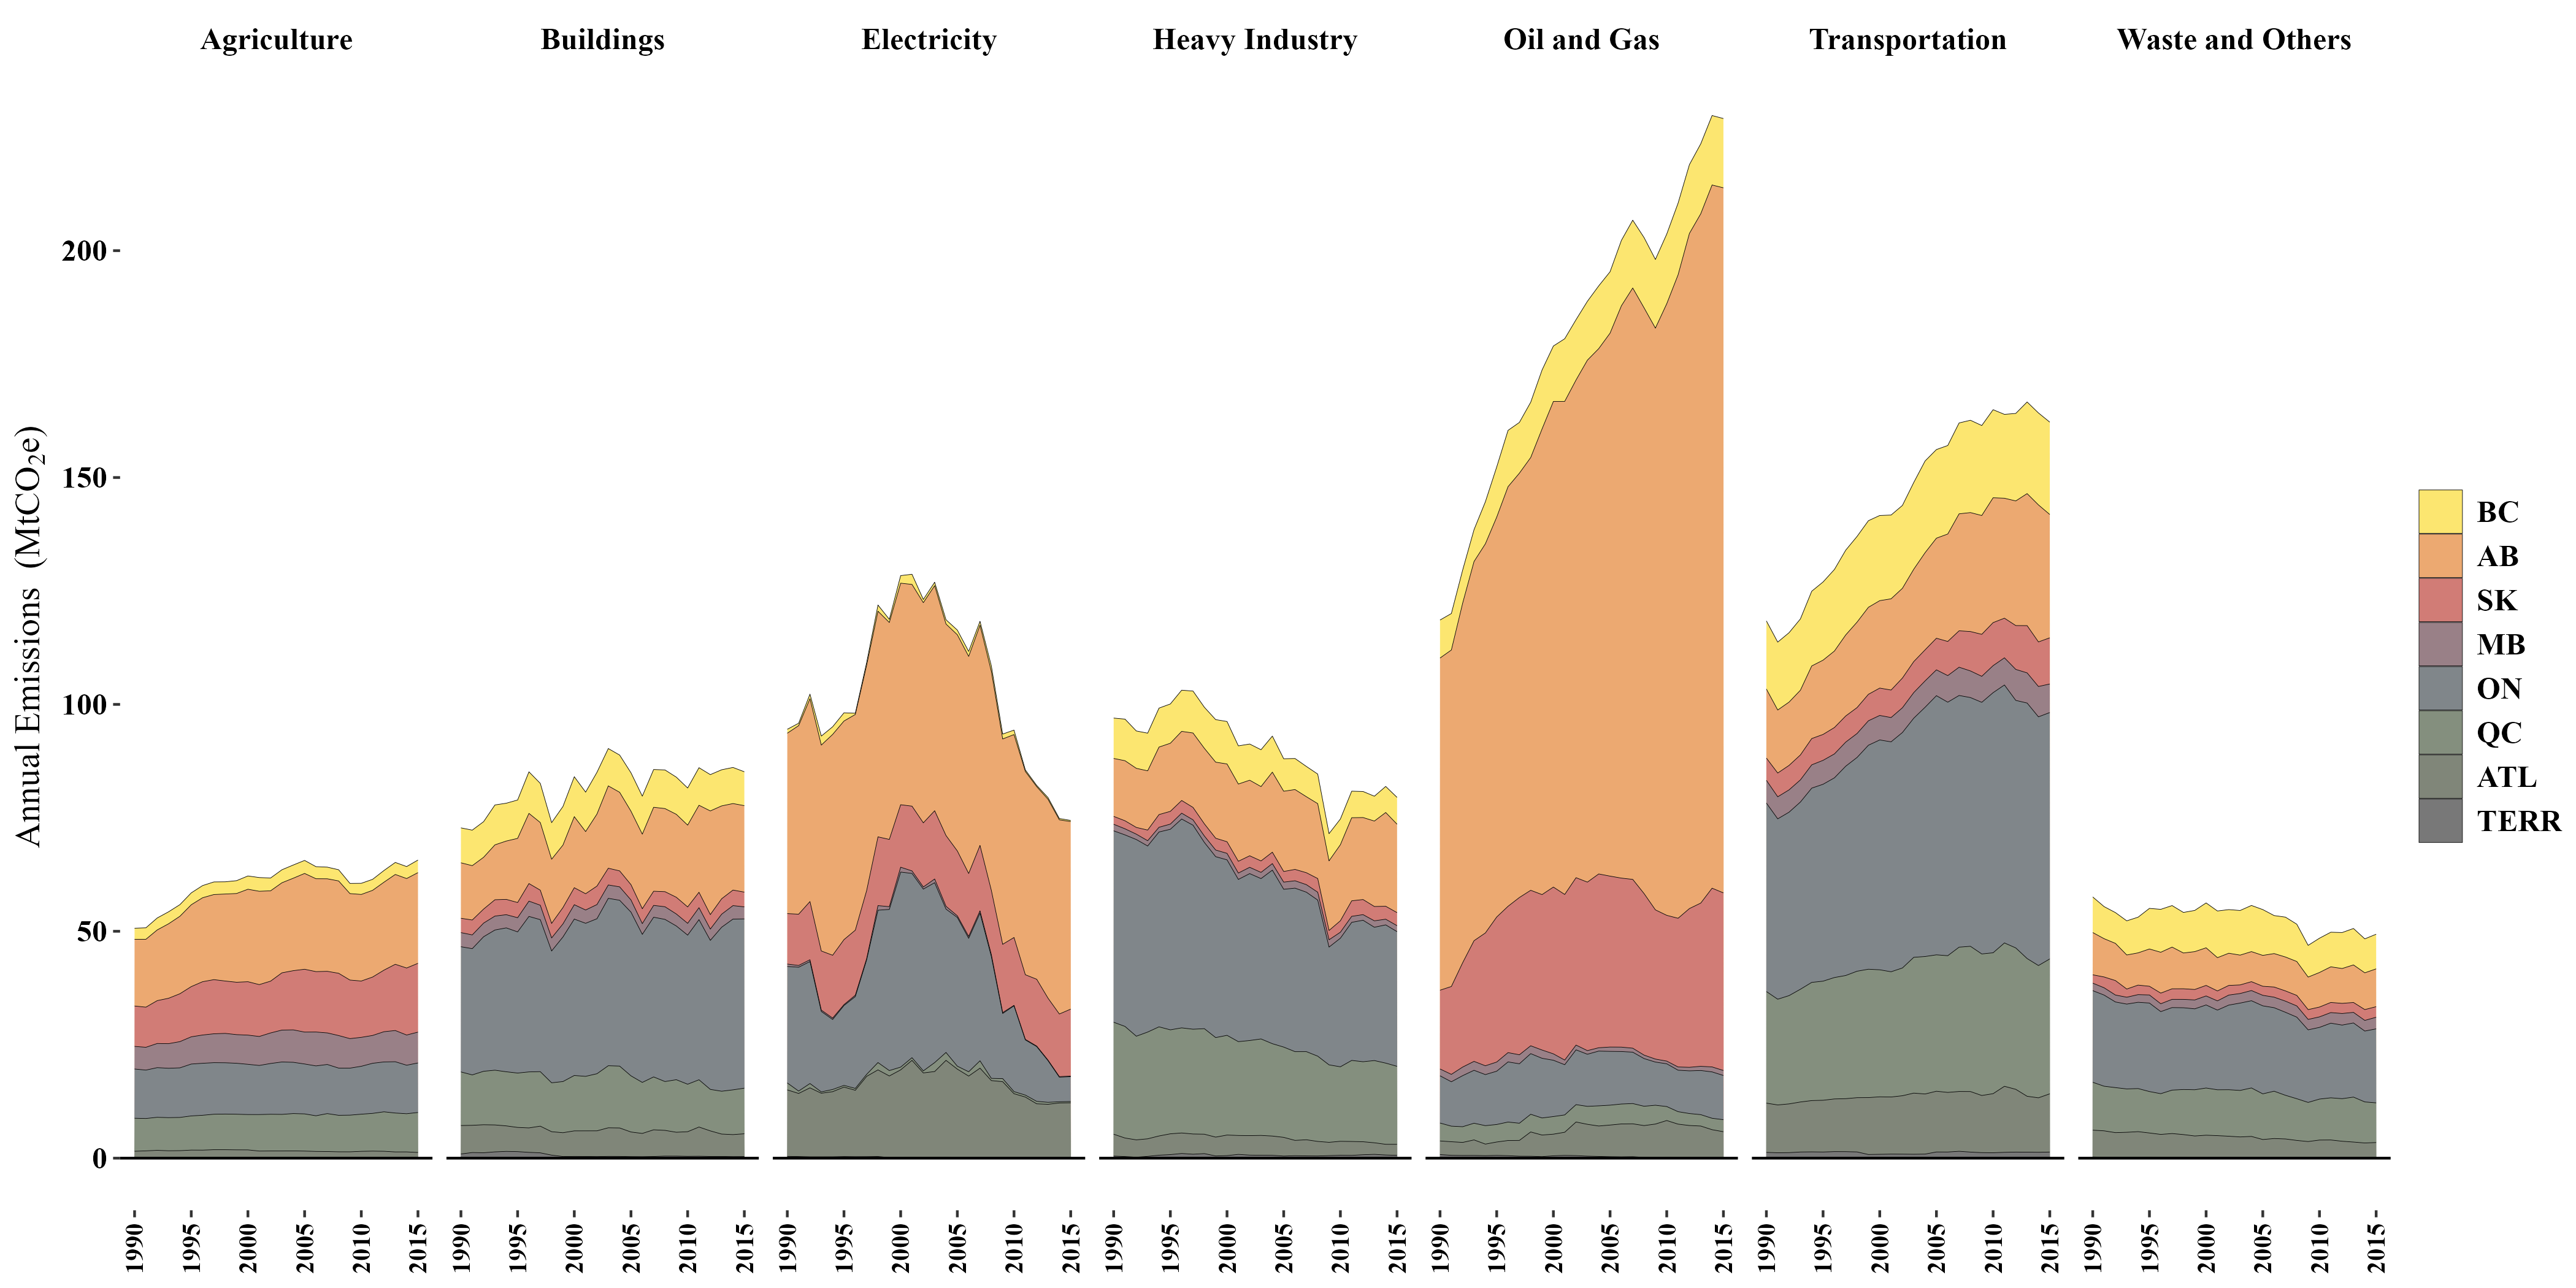 Agriculture Buildings Electricity Heavy Industry Oil and Gas Transportation Waste and Others
Annual Emissions (MtCO₂e)
200
150
100
50
0
BC
AB
SK
MB
ON
QC
ATL
TERR
1990 1995 2000 2005 2010 2015 1990 1995 2000 2005 2010 2015 1990 1995 2000 2005 2010 2015 1990 1995 2000 2005 2010 2015 1990 1995 2000 2005 2010 2015 1990 1995 2000 2005 2010 2015 1990 1995 2000 2005 2010 2015